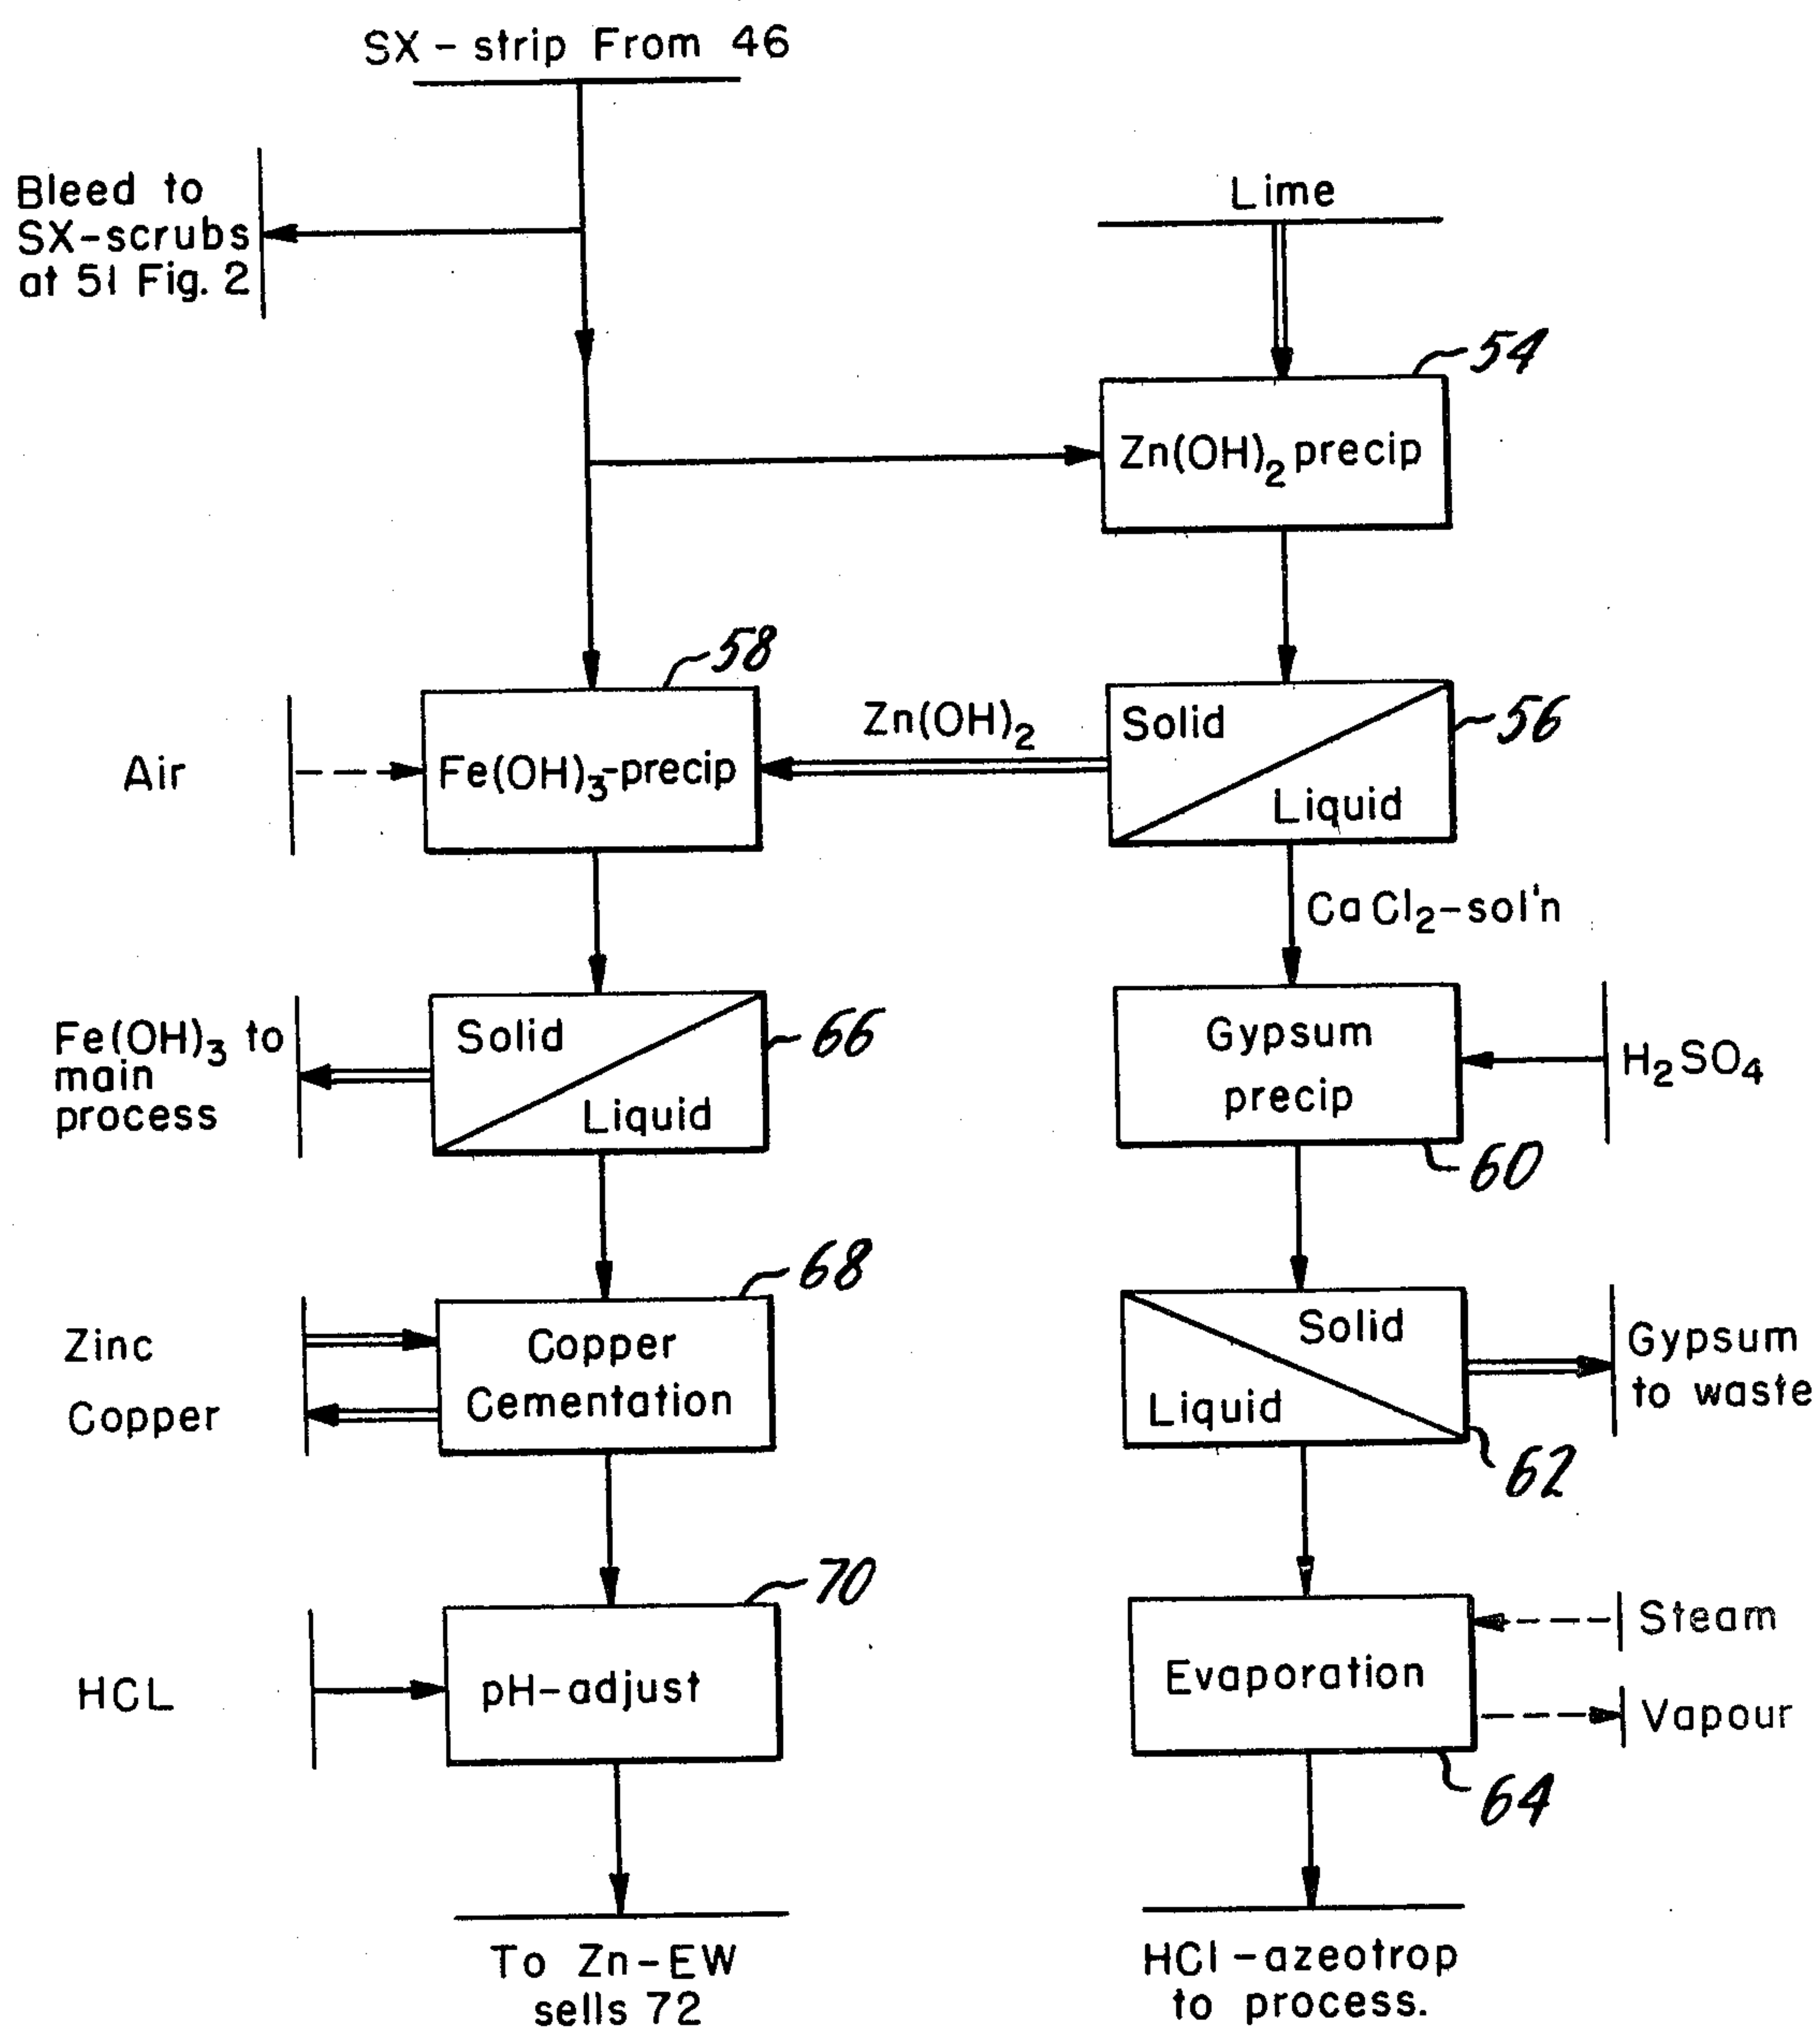 SX - strip From 46
Bleed to
SX-scrubs
at 51 Fig. 2
Lime
54
Zn(OH)2 precip
58
Air
Fe(OH)3-precip
Zn(OH)2
Solid
Liquid
56
CaCl2-sol'n
Fe(OH)3 to
main
process
Solid
Liquid
66
Gypsum
precip
H2SO4
60
68
Zinc
Copper
Copper
Cementation
Solid
Liquid
Gypsum
to waste
62
70
HCL
pH-adjust
Evaporation
Steam
Vapour
64
To Zn-EW
sells 72
HCl-azeotrop
to process.